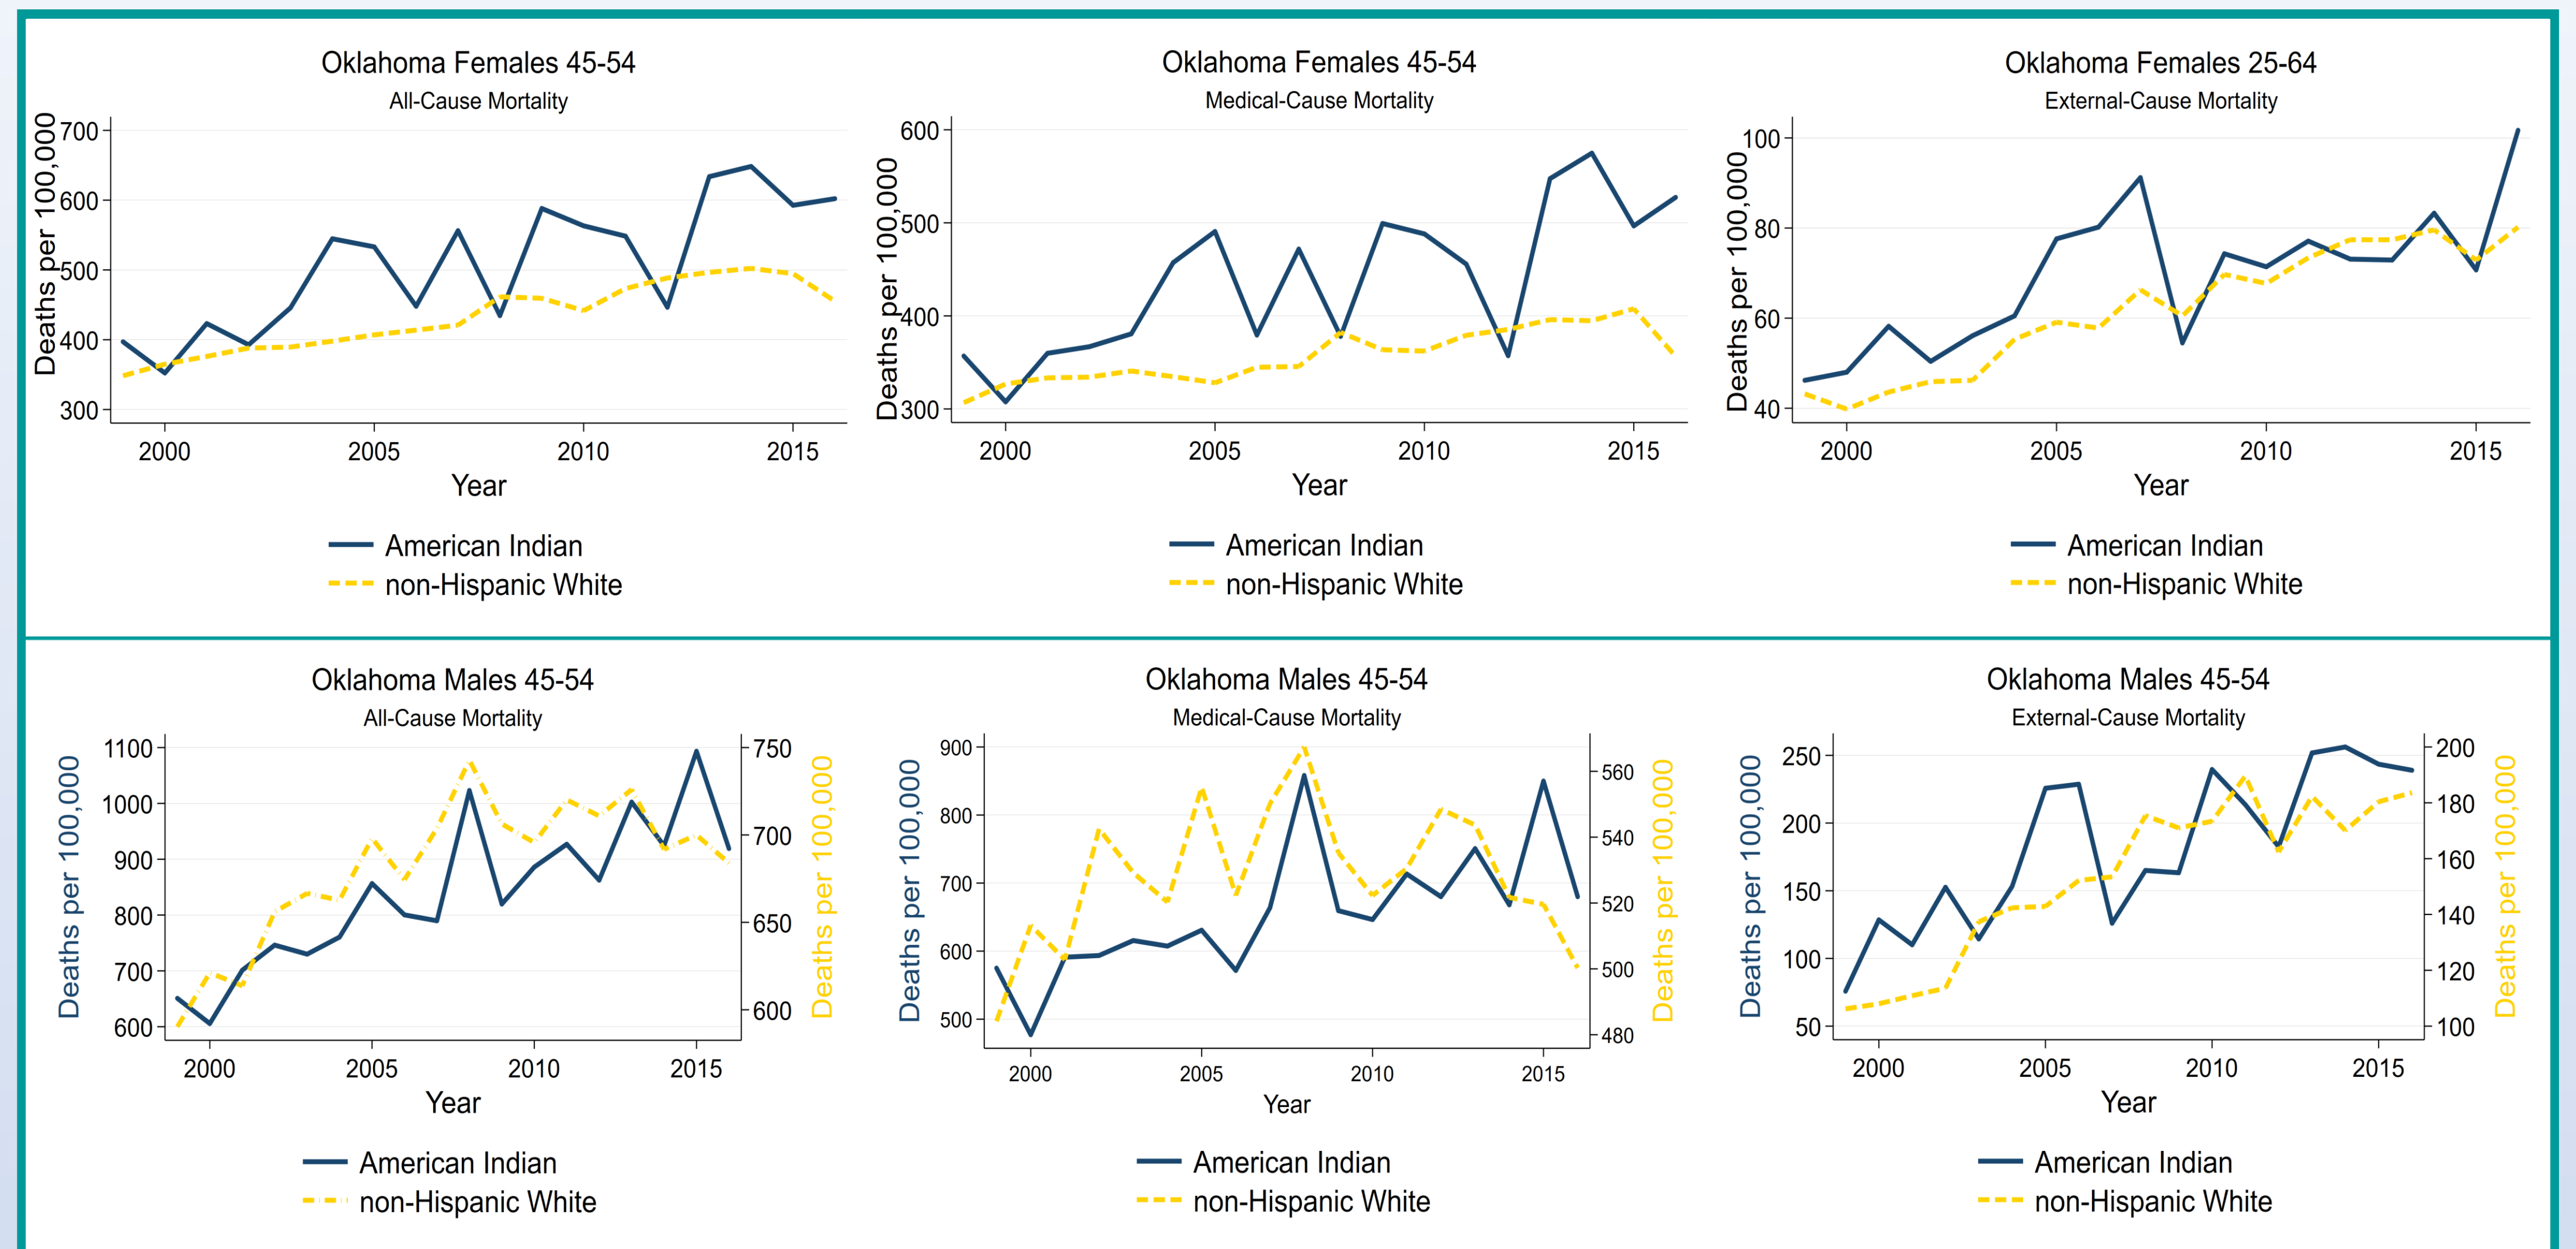 Oklahoma Females 45-54
All-Cause Mortality
Deaths per 100,000
700
600
500
400
300
2000 2005 2010 2015
Year
American Indian
non-Hispanic White
Oklahoma Females 45-54
Medical-Cause Mortality
Deaths per 100,000
600
500
400
300
2000 2005 2010 2015
Year
American Indian
non-Hispanic White
Oklahoma Females 25-64
External-Cause Mortality
Deaths per 100,000
100
80
60
40
2000 2005 2010 2015
Year
American Indian
non-Hispanic White
Oklahoma Males 45-54
All-Cause Mortality
Deaths per 100,000
1100
1000
900
800
700
600
750
700
650
600
Deaths per 100,000
2000 2005 2010 2015
Year
American Indian
non-Hispanic White
Oklahoma Males 45-54
Medical-Cause Mortality
Deaths per 100,000
900
800
700
600
500
560
540
520
500
480
Deaths per 100,000
2000 2005 2010 2015
Year
American Indian
non-Hispanic White
Oklahoma Males 45-54
External-Cause Mortality
Deaths per 100,000
250
200
150
100
50
200
180
160
140
120
100
Deaths per 100,000
2000 2005 2010 2015
Year
American Indian
non-Hispanic White